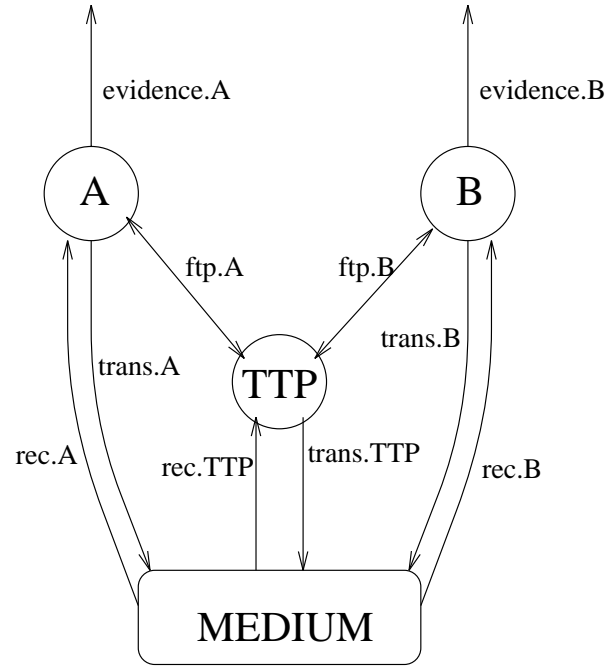 evidence.A
evidence.B
A
B
ftp.A
ftp.B
trans.A
trans.B
TTP
rec.A
rec.TTP
trans.TTP
rec.B
MEDIUM